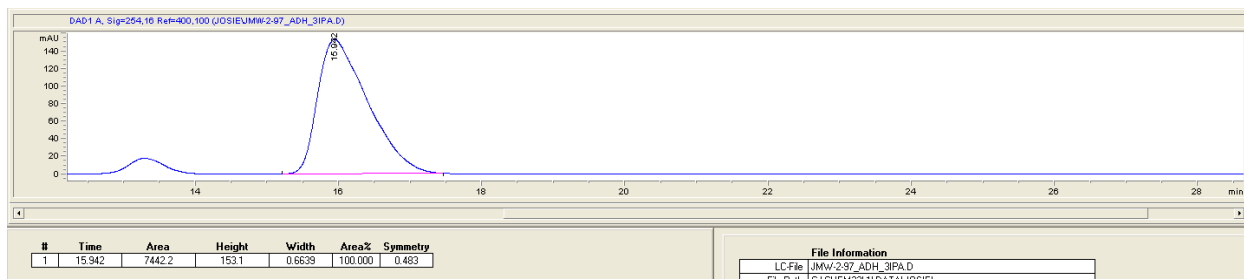 DAD1 A, Sig=254,16 Ref=400,100 (JOSIE\JMW-2-97_ADH_3IPA.D)
mAU
140
120
100
80
60
40
20
0
15.942
14 16 18 20 22 24 26 28 min
# Time Area Height Width Area% Symmetry
1 15.942 7442.2 153.1 0.6639 100.000 0.483
File Information
LC-File JMW-2-97_ADH_3IPA.D